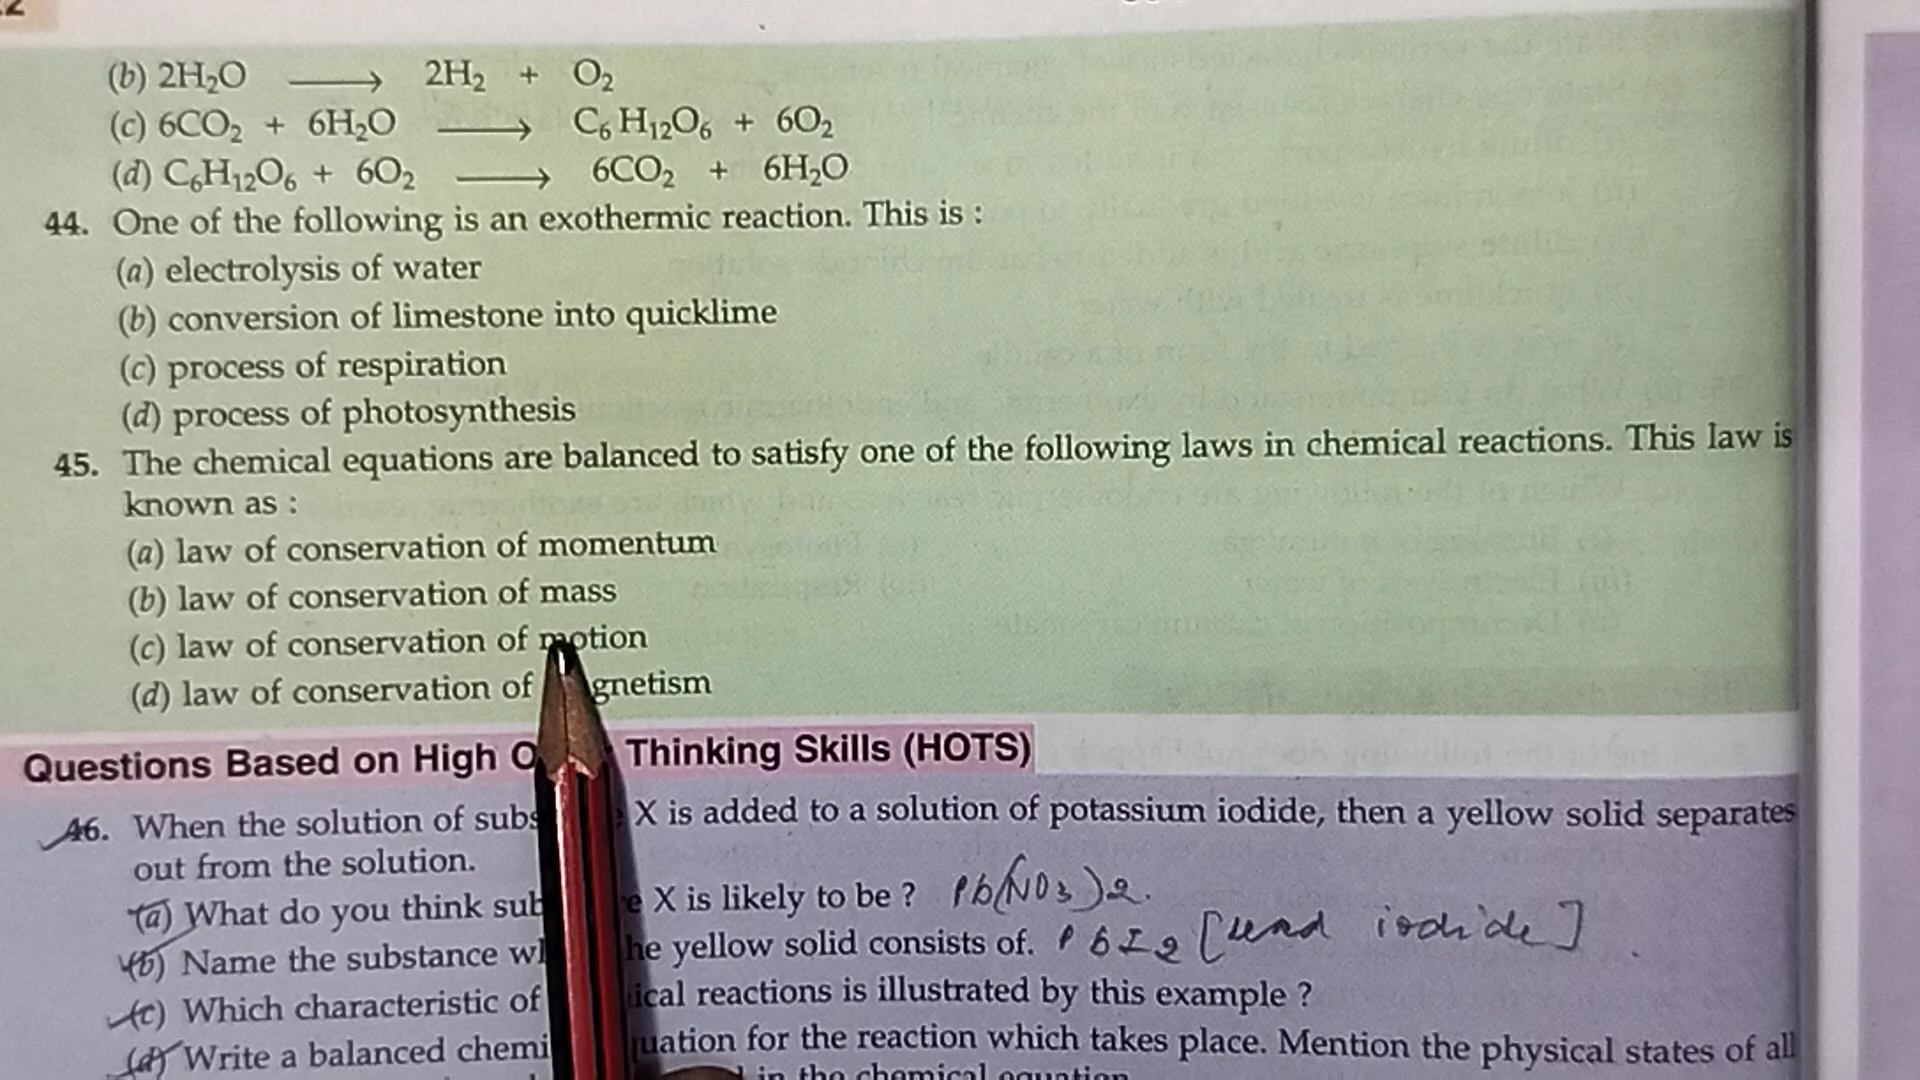 (b) 2H₂O ⟶ 2H₂ + O₂
(c) 6CO₂ + 6H₂O ⟶ C₆H₁₂O₆ + 6O₂
(d) C₆H₁₂O₆ + 6O₂ ⟶ 6CO₂ + 6H₂O
44. One of the following is an exothermic reaction. This is :
(a) electrolysis of water
(b) conversion of limestone into quicklime
(c) process of respiration
(d) process of photosynthesis
45. The chemical equations are balanced to satisfy one of the following laws in chemical reactions. This law is
known as :
(a) law of conservation of momentum
(b) law of conservation of mass
(c) law of conservation of motion
(d) law of conservation of gnetism
Questions Based on High O Thinking Skills (HOTS)
46. When the solution of subs X is added to a solution of potassium iodide, then a yellow solid separates
out from the solution.
(a) What do you think sub e X is likely to be ? Pb(NO₃)₂.
(b) Name the substance w he yellow solid consists of. PbI₂ [lead iodide]
(c) Which characteristic of ical reactions is illustrated by this example ?
(d) Write a balanced chemi uation for the reaction which takes place. Mention the physical states of all
in the chemical equation